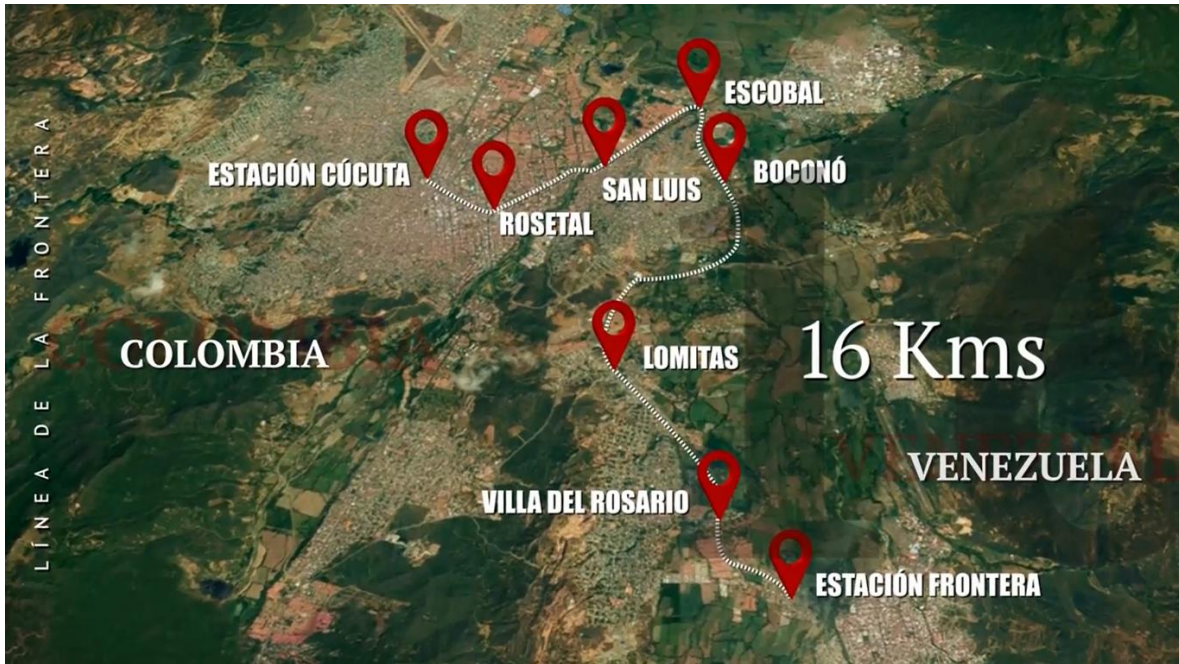 LÍNEA DE LA FRONTERA
ESCOBAL
ESTACIÓN CÚCUTA
BOCONÓ
SAN LUIS
ROSETAL
COLOMBIA
COLOMBIA
LOMITAS
16 Kms
VENEZUELA
VILLA DEL ROSARIO
ESTACIÓN FRONTERA